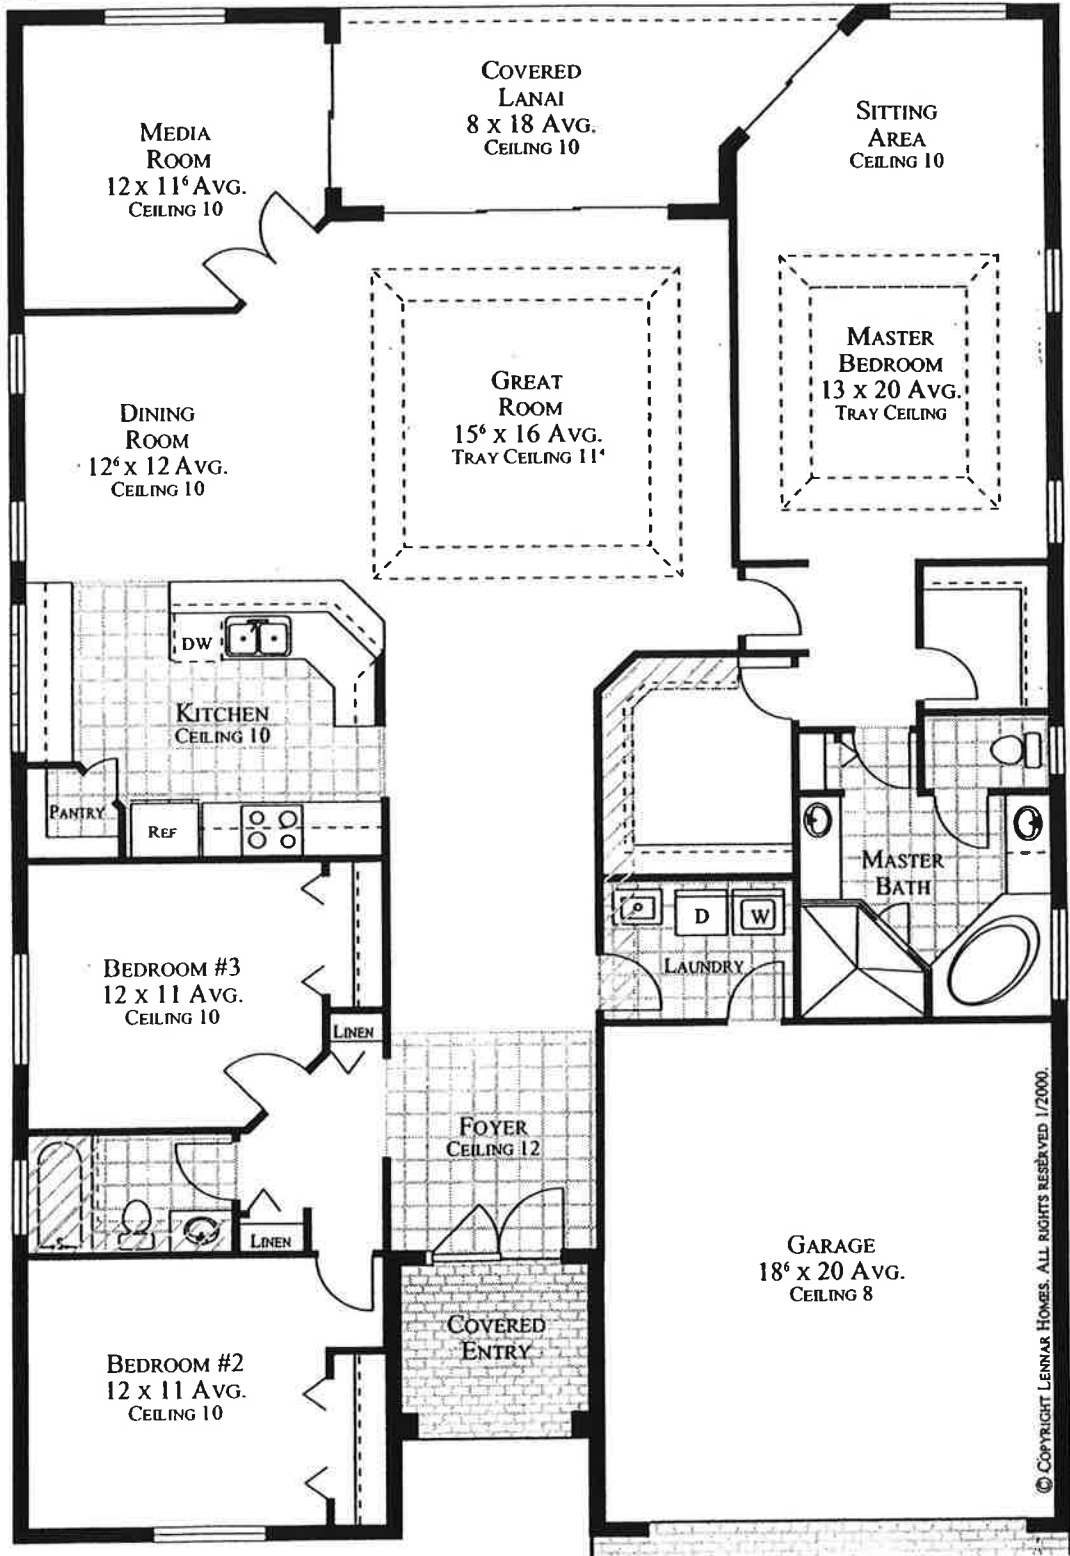 COVERED
LANAI
8 x 18 AVG.
CEILING 10
SITTING
AREA
CEILING 10
MEDIA
ROOM
12 x 11⁶ AVG.
CEILING 10
MASTER
BEDROOM
13 x 20 AVG.
TRAY CEILING
GREAT
ROOM
15⁶ x 16 AVG.
TRAY CEILING 11⁴
DINING
ROOM
12⁶ x 12 AVG.
CEILING 10
DW
KITCHEN
CEILING 10
PANTRY
REF
MASTER
BATH
D
W
LAUNDRY
BEDROOM #3
12 x 11 AVG.
CEILING 10
LINEN
FOYER
CEILING 12
LINEN
GARAGE
18⁶ x 20 AVG.
CEILING 8
COVERED
ENTRY
BEDROOM #2
12 x 11 AVG.
CEILING 10
© COPYRIGHT LENNAR HOMES. ALL RIGHTS RESERVED 1/2000.